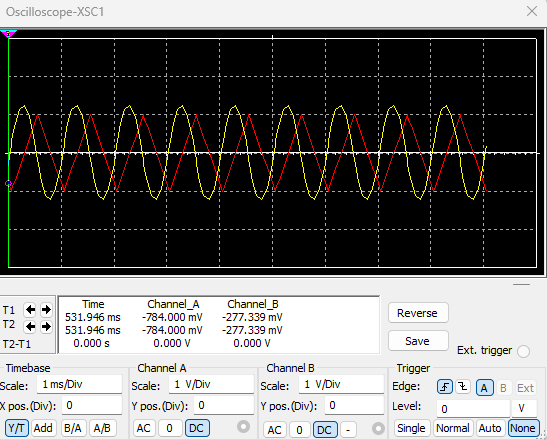 Oscilloscope-XSC1
Time Channel_A Channel_B
T1 531.946 ms -784.000 mV -277.339 mV
T2 531.946 ms -784.000 mV -277.339 mV
T2-T1 0.000 s 0.000 V 0.000 V
Reverse
Save
Ext. trigger
Timebase Channel A Channel B Trigger
Scale: 1 ms/Div Scale: 1 V/Div Scale: 1 V/Div Edge: A B Ext
X pos.(Div): 0 Y pos.(Div): 0 Y pos.(Div): 0 Level: 0 V
Y/T Add B/A A/B AC 0 DC AC 0 DC - Single Normal Auto None